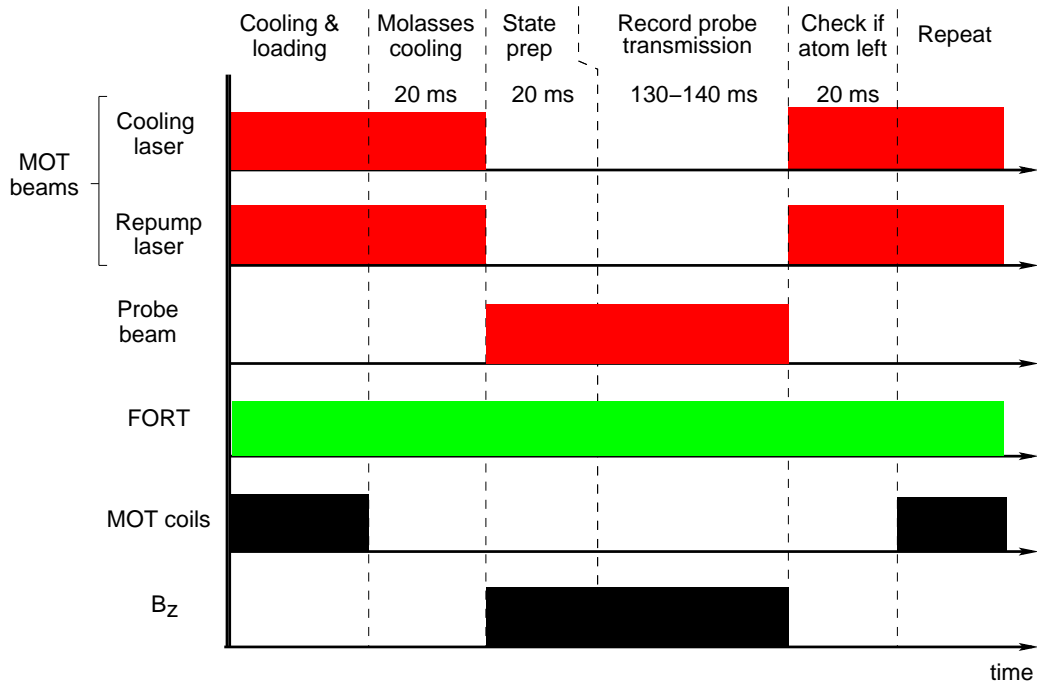 Cooling &
loading
Molasses
cooling
State
prep
Record probe
transmission
Check if
atom left
Repeat
20 ms
20 ms
130–140 ms
20 ms
MOT
beams
Cooling
laser
Repump
laser
Probe
beam
FORT
MOT coils
Bz
time